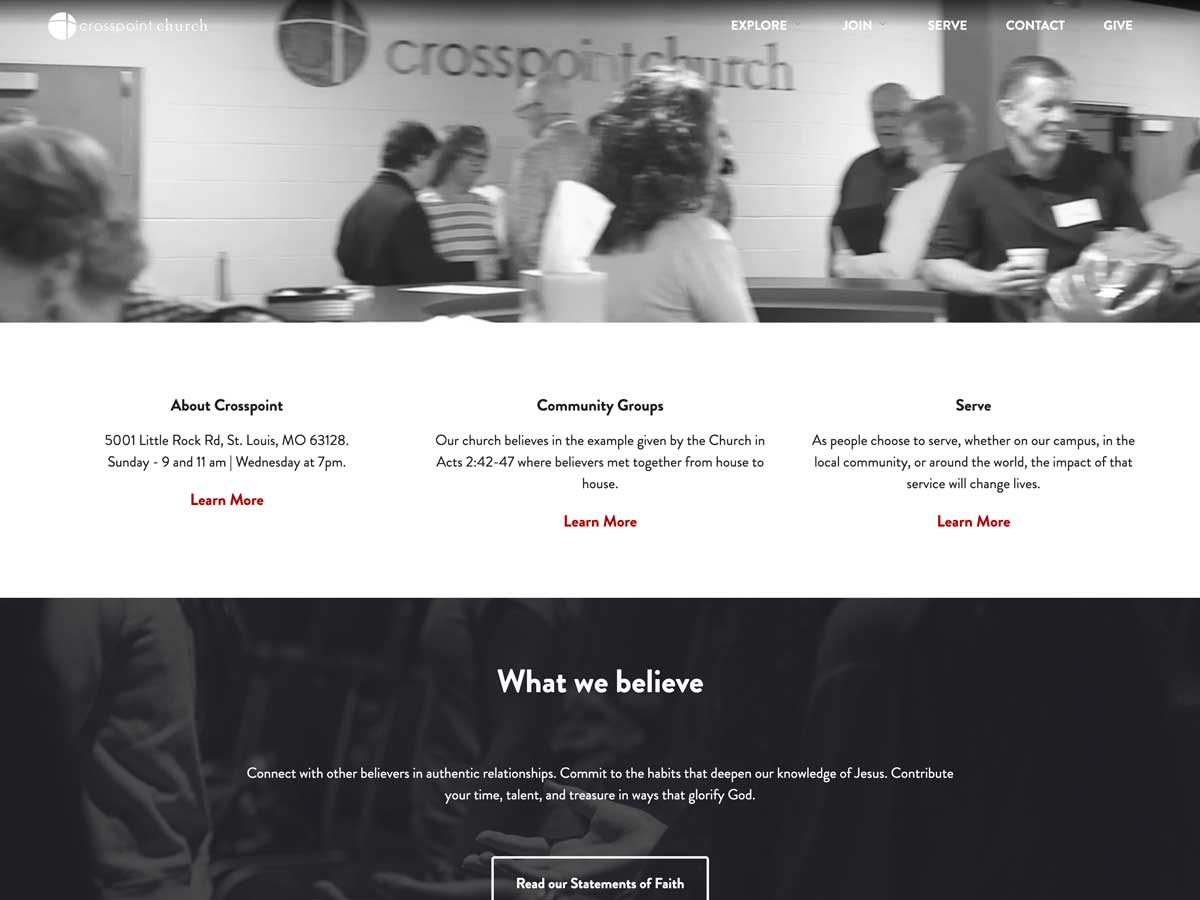 crosspoint church
EXPLORE
JOIN
SERVE
CONTACT
GIVE
crosspointchurch
About Crosspoint
5001 Little Rock Rd, St. Louis, MO 63128.
Sunday - 9 and 11 am | Wednesday at 7pm.
Learn More
Community Groups
Our church believes in the example given by the Church in
Acts 2:42-47 where believers met together from house to
house.
Learn More
Serve
As people choose to serve, whether on our campus, in the
local community, or around the world, the impact of that
service will change lives.
Learn More
What we believe
Connect with other believers in authentic relationships. Commit to the habits that deepen our knowledge of Jesus. Contribute
your time, talent, and treasure in ways that glorify God.
Read our Statements of Faith